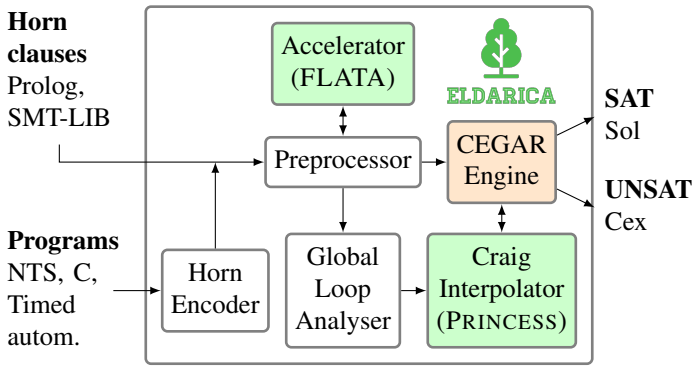 Horn
clauses
Prolog,
SMT-LIB
Accelerator
(FLATA)
ELDARICA
SAT
Sol
Preprocessor
CEGAR
Engine
UNSAT
Cex
Programs
NTS, C,
Timed
autom.
Horn
Encoder
Global
Loop
Analyser
Craig
Interpolator
(PRINCESS)